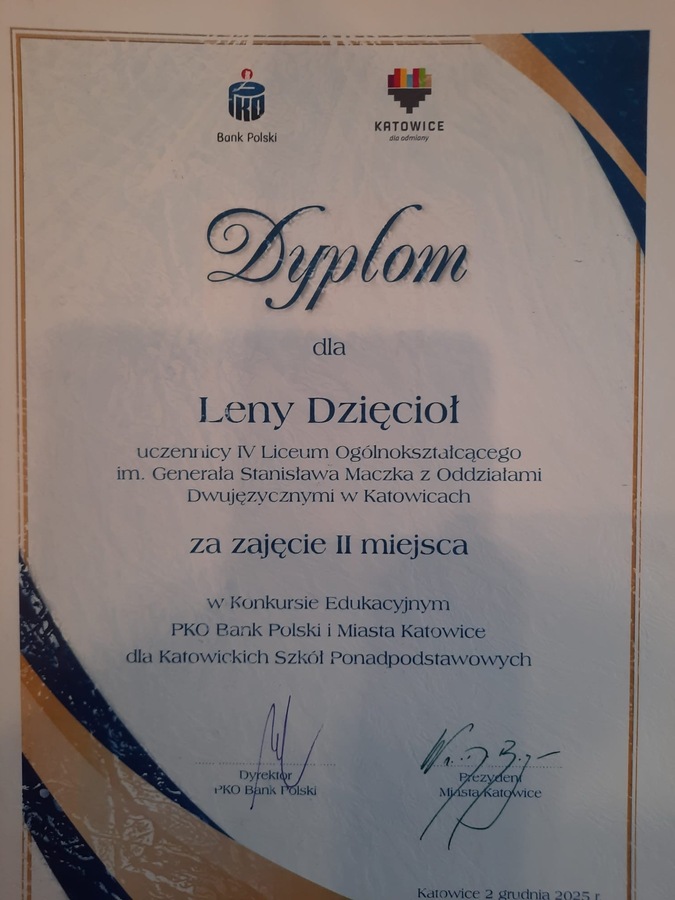 PKO
Bank Polski
KATOWICE
dla odmiany
Dyplom
dla
Leny Dzięcioł
uczennicy IV Liceum Ogólnokształcącego
im. Generała Stanisława Maczka z Oddziałami
Dwujęzycznymi w Katowicach
za zajęcie II miejsca
w Konkursie Edukacyjnym
PKO Bank Polski i Miasta Katowice
dla Katowickich Szkół Ponadpodstawowych
Dyrektor
PKO Bank Polski
Prezydent
Miasta Katowice
Katowice 2 grudnia 2025 r